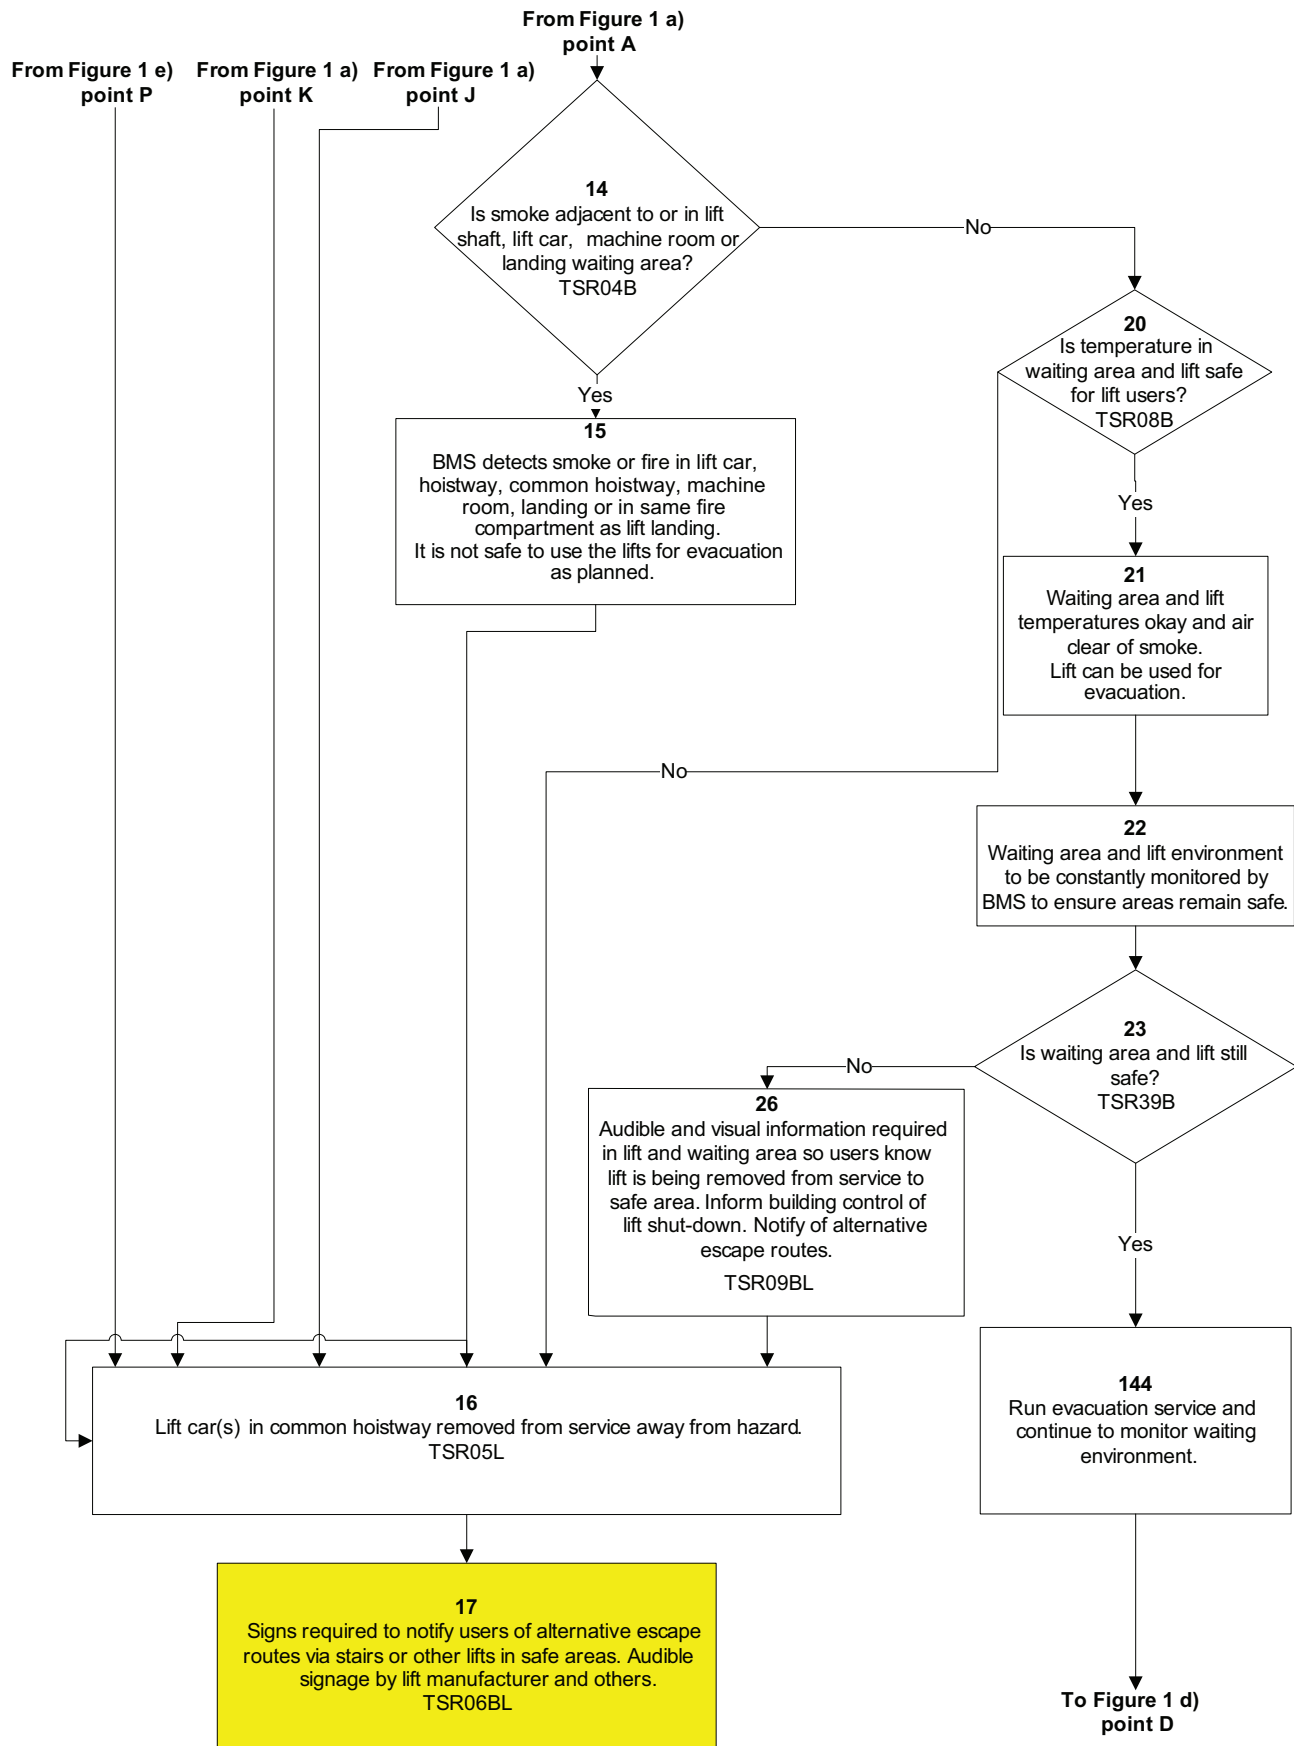 From Figure 1 a)
point A
From Figure 1 e)
point P
From Figure 1 a)
point K
From Figure 1 a)
point J
14
Is smoke adjacent to or in lift
shaft, lift car, machine room or
landing waiting area?
TSR04B
No
20
Is temperature in
waiting area and lift safe
for lift users?
TSR08B
Yes
15
BMS detects smoke or fire in lift car,
hoistway, common hoistway, machine
room, landing or in same fire
compartment as lift landing.
It is not safe to use the lifts for evacuation
as planned.
Yes
21
Waiting area and lift
temperatures okay and air
clear of smoke.
Lift can be used for
evacuation.
No
22
Waiting area and lift environment
to be constantly monitored by
BMS to ensure areas remain safe.
23
Is waiting area and lift still
safe?
TSR39B
No
26
Audible and visual information required
in lift and waiting area so users know
lift is being removed from service to
safe area. Inform building control of
lift shut-down. Notify of alternative
escape routes.
TSR09BL
Yes
16
Lift car(s) in common hoistway removed from service away from hazard.
TSR05L
144
Run evacuation service and
continue to monitor waiting
environment.
17
Signs required to notify users of alternative escape
routes via stairs or other lifts in safe areas. Audible
signage by lift manufacturer and others.
TSR06BL
To Figure 1 d)
point D